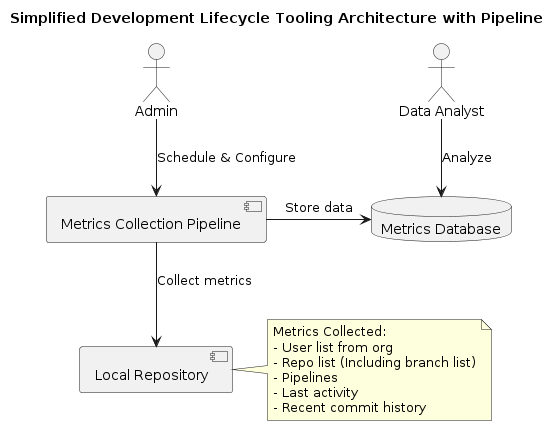 Simplified Development Lifecycle Tooling Architecture with Pipeline
Admin
Data Analyst
Schedule & Configure
Analyze
Metrics Collection Pipeline
Store data
Metrics Database
Collect metrics
Local Repository
Metrics Collected:
- User list from org
- Repo list (Including branch list)
- Pipelines
- Last activity
- Recent commit history